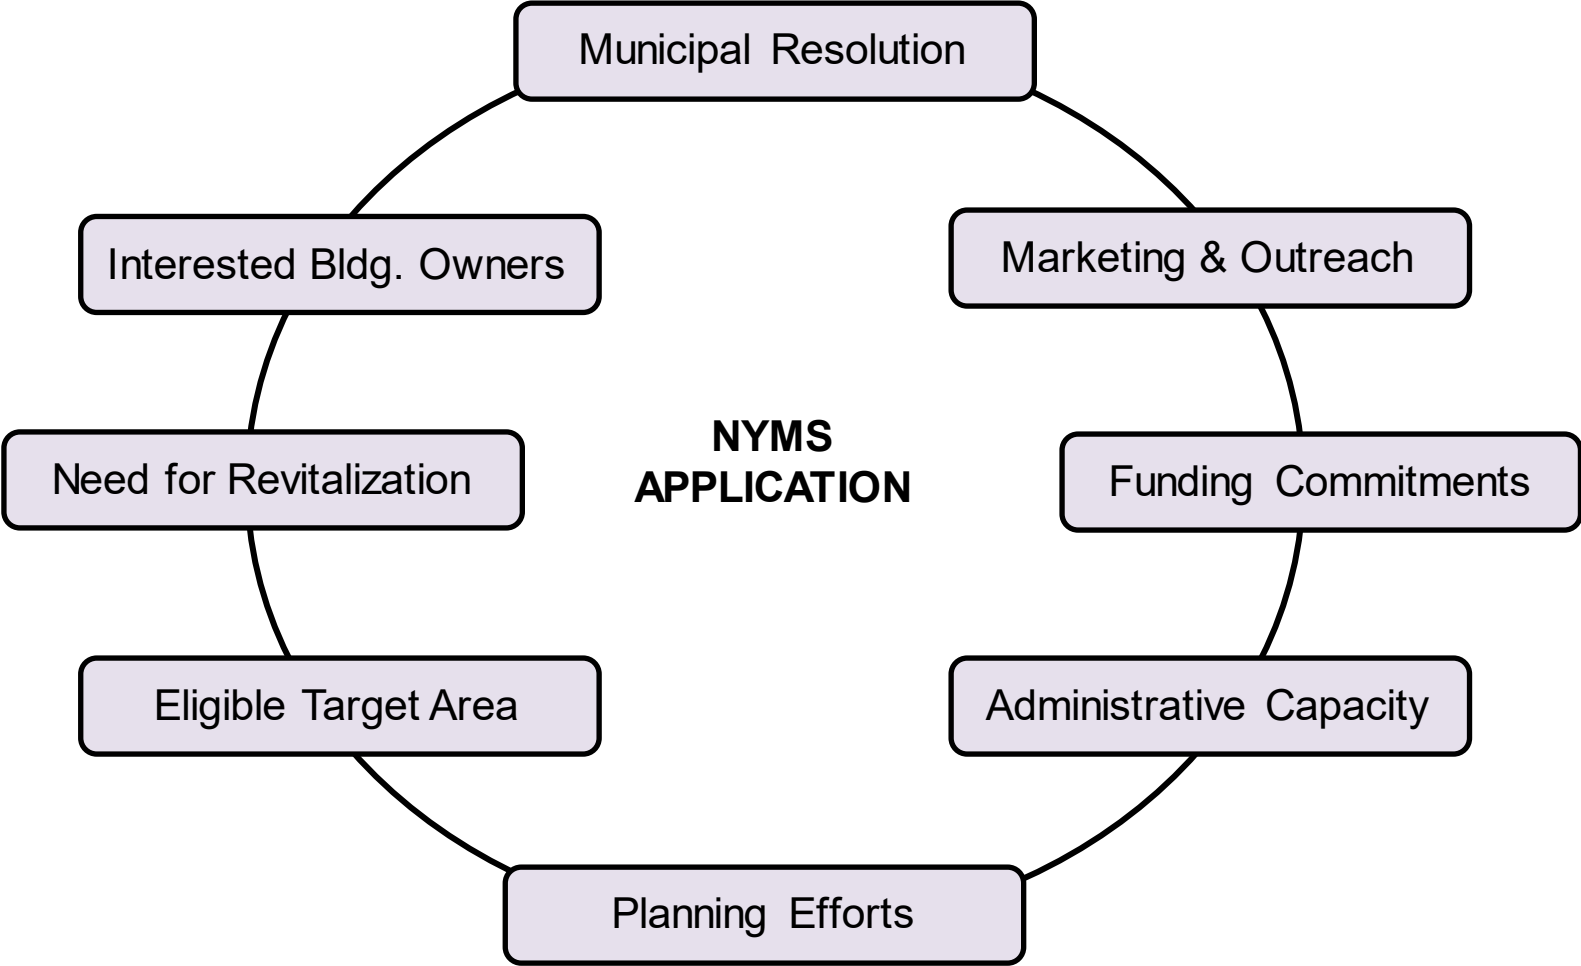 Municipal Resolution
Interested Bldg. Owners
Marketing & Outreach
Need for Revitalization
NYMS
APPLICATION
Funding Commitments
Eligible Target Area
Administrative Capacity
Planning Efforts